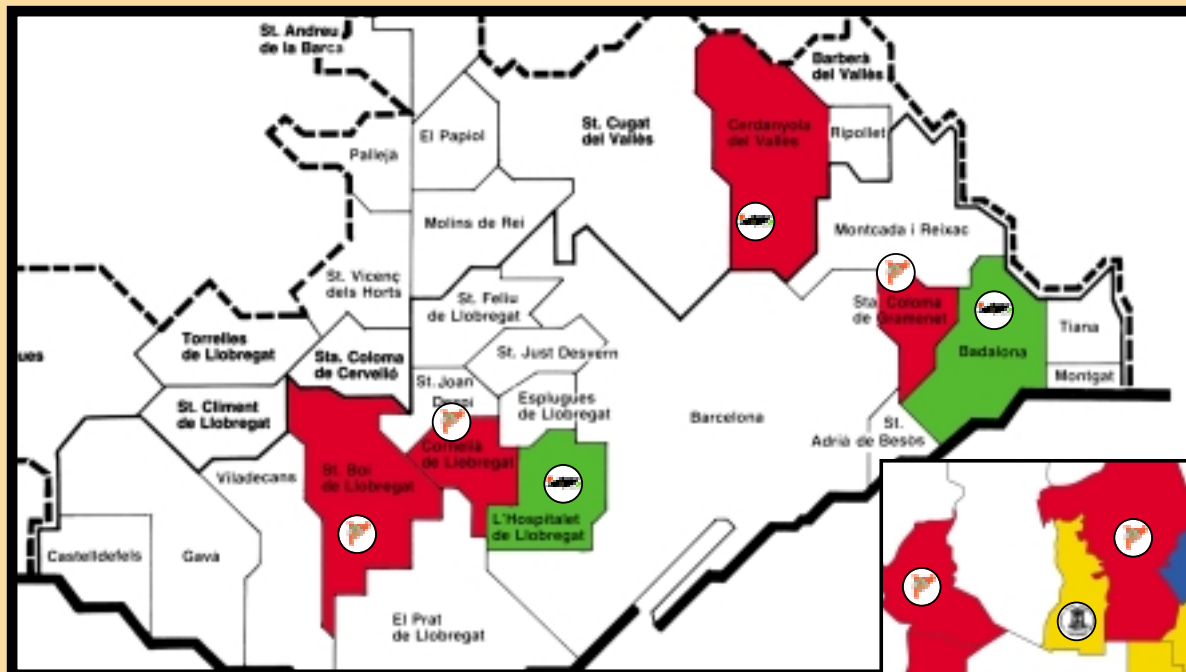 St. Andreu
de la Barca
Barberà
del Vallès
St. Cugat
del Vallès
Cerdanyola
del Vallès
Ripollet
El Papiol
Palleja
Molins de Rei
Montcada i Reixac
St. Vicenç
dels Horts
St. Feliu
de Llobregat
Sta. Coloma
de Gramenet
Tiana
Torrelles
de Llobregat
Sta. Coloma
de Cervelló
St. Just Desvern
Badalona
ues
St. Joan
Despi
Montgat
Esplugues
de Llobregat
St. Climent
de Llobregat
Barcelona
St.
Adrià de Besòs
Cornellà
de Llobregat
Viladecans
St. Boi
de Llobregat
L'Hospitalet
de Llobregat
Castelldefels
Gavà
El Prat
de Llobregat